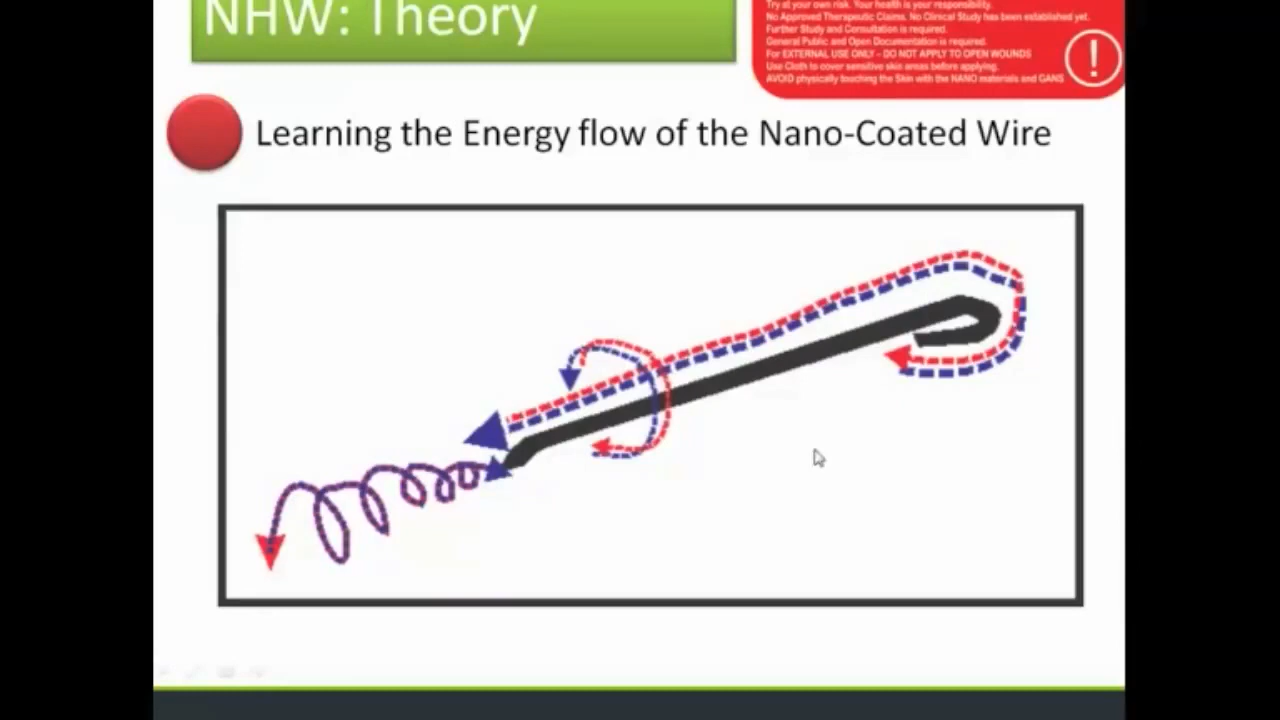 NHW: Theory
Try at your own risk. Your health is your responsibility.
No Approved Therapeutic Claims. No Clinical Study has been established yet.
Further Study and Consultation is required.
General Public and Open Documentation is required.
For EXTERNAL USE ONLY - DO NOT APPLY TO OPEN WOUNDS
Use Cloth to cover sensitive skin areas before applying.
AVOID physically touching the Skin with the NANO materials and GANS
!
Learning the Energy flow of the Nano-Coated Wire